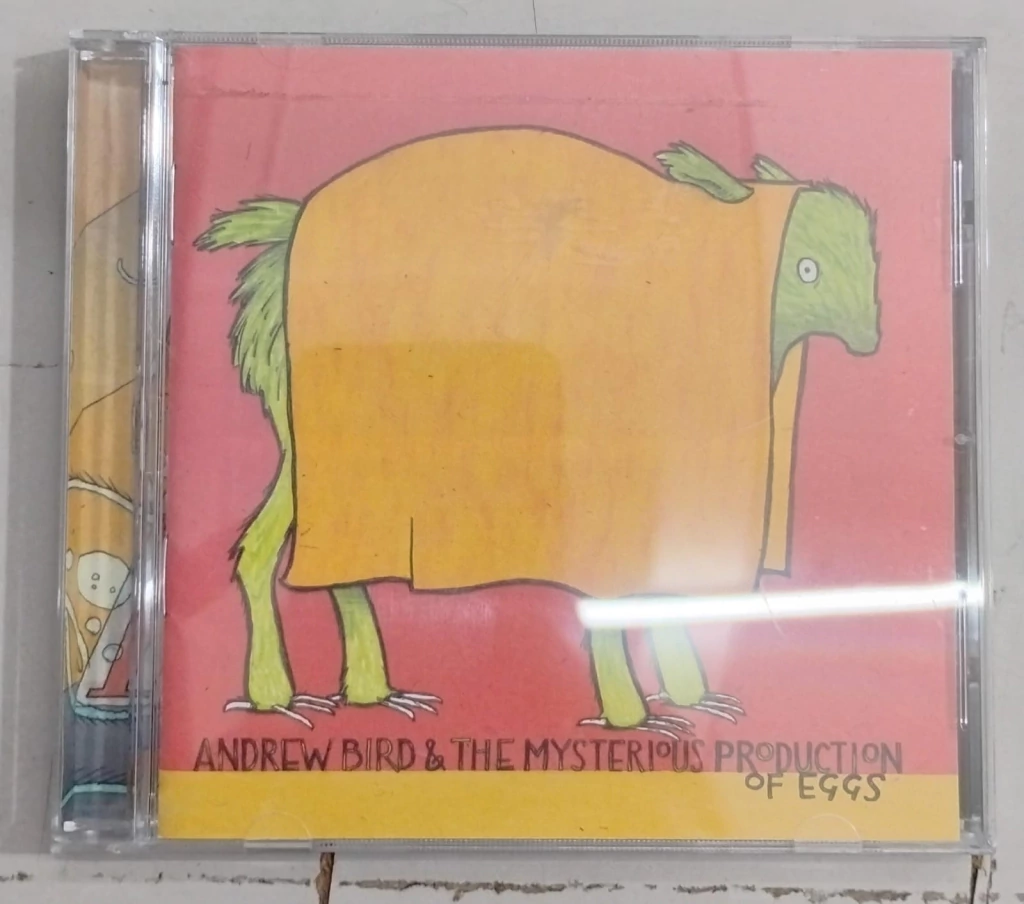 ANDREW BIRD & THE MYSTERIOUS PRODUCTION
OF EGGS